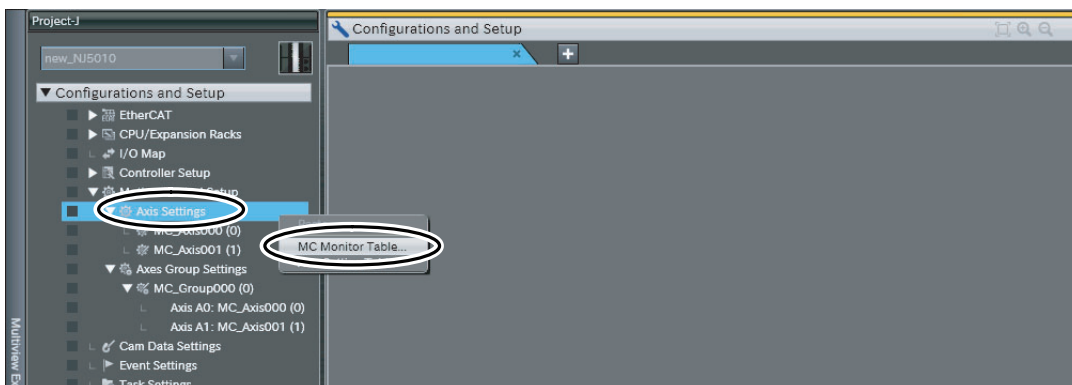 Project-J
Configurations and Setup
new_NJ5010
Configurations and Setup
EtherCAT
CPU/Expansion Racks
I/O Map
Controller Setup
Setup
Axis Settings
MC_Axis000 (0)
MC Monitor Table...
MC_Axis001 (1)
Axes Group Settings
MC_Group000 (0)
Axis A0: MC_Axis000 (0)
Axis A1: MC_Axis001 (1)
Cam Data Settings
Event Settings
Task Settings
Multiview